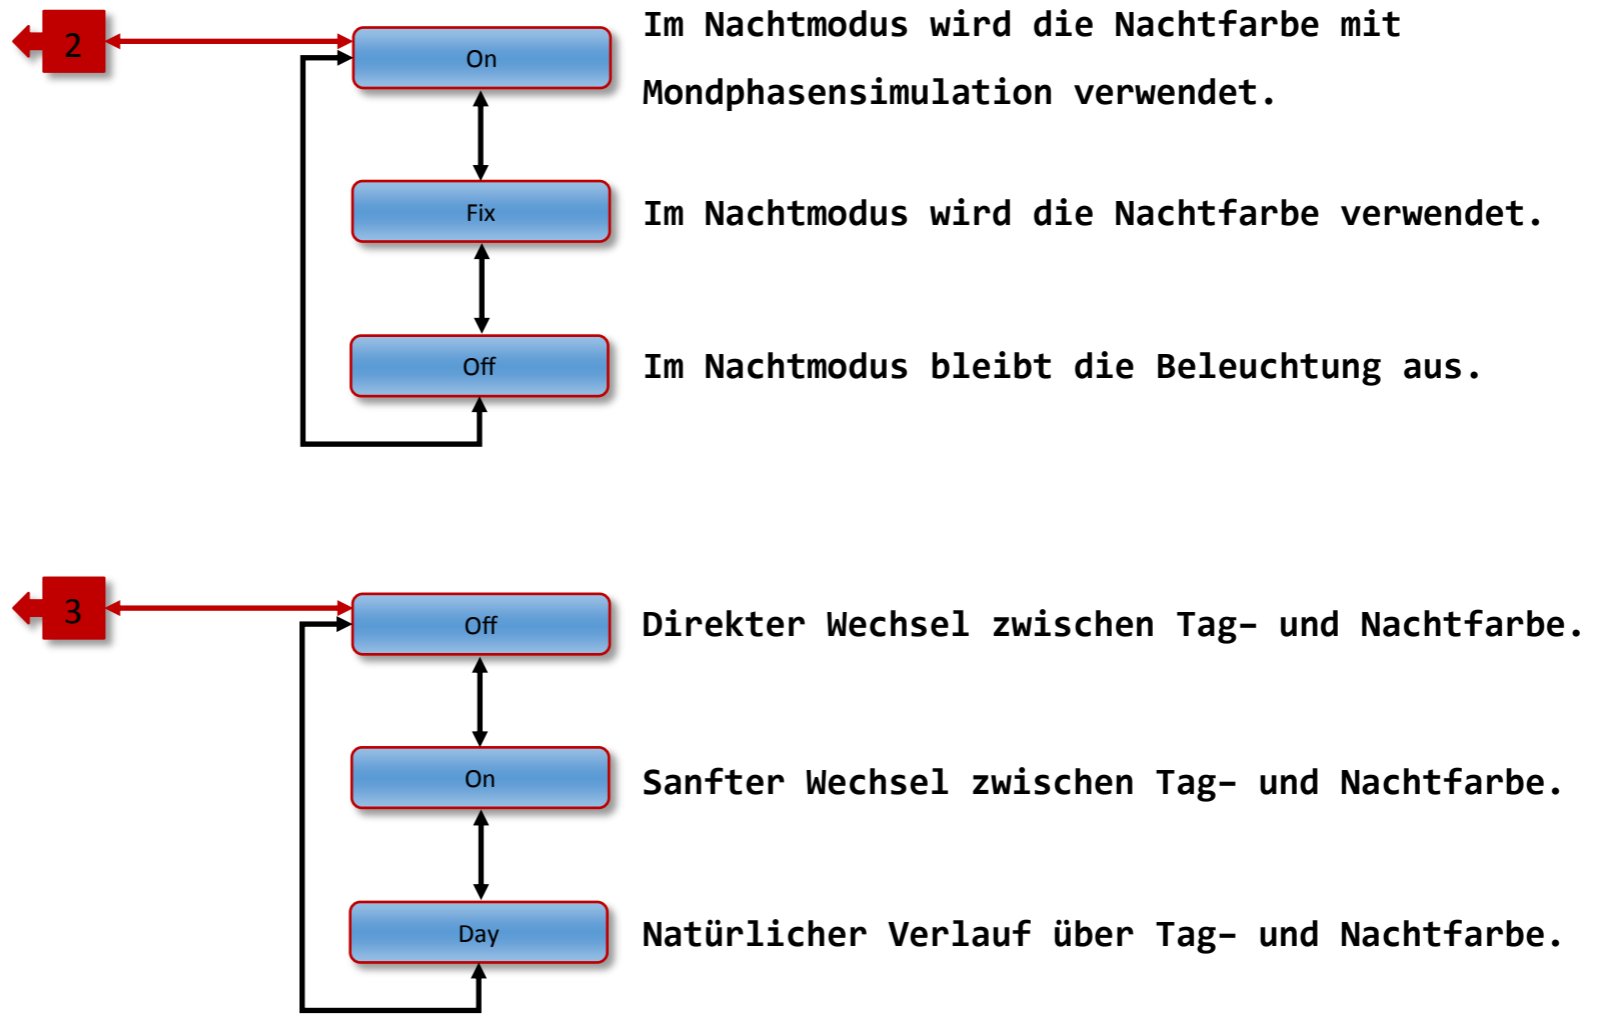 2
On
Im Nachtmodus wird die Nachtfarbe mit
Mondphasensimulation verwendet.
Fix
Im Nachtmodus wird die Nachtfarbe verwendet.
Off
Im Nachtmodus bleibt die Beleuchtung aus.
3
Off
Direkter Wechsel zwischen Tag– und Nachtfarbe.
On
Sanfter Wechsel zwischen Tag– und Nachtfarbe.
Day
Natürlicher Verlauf über Tag– und Nachtfarbe.